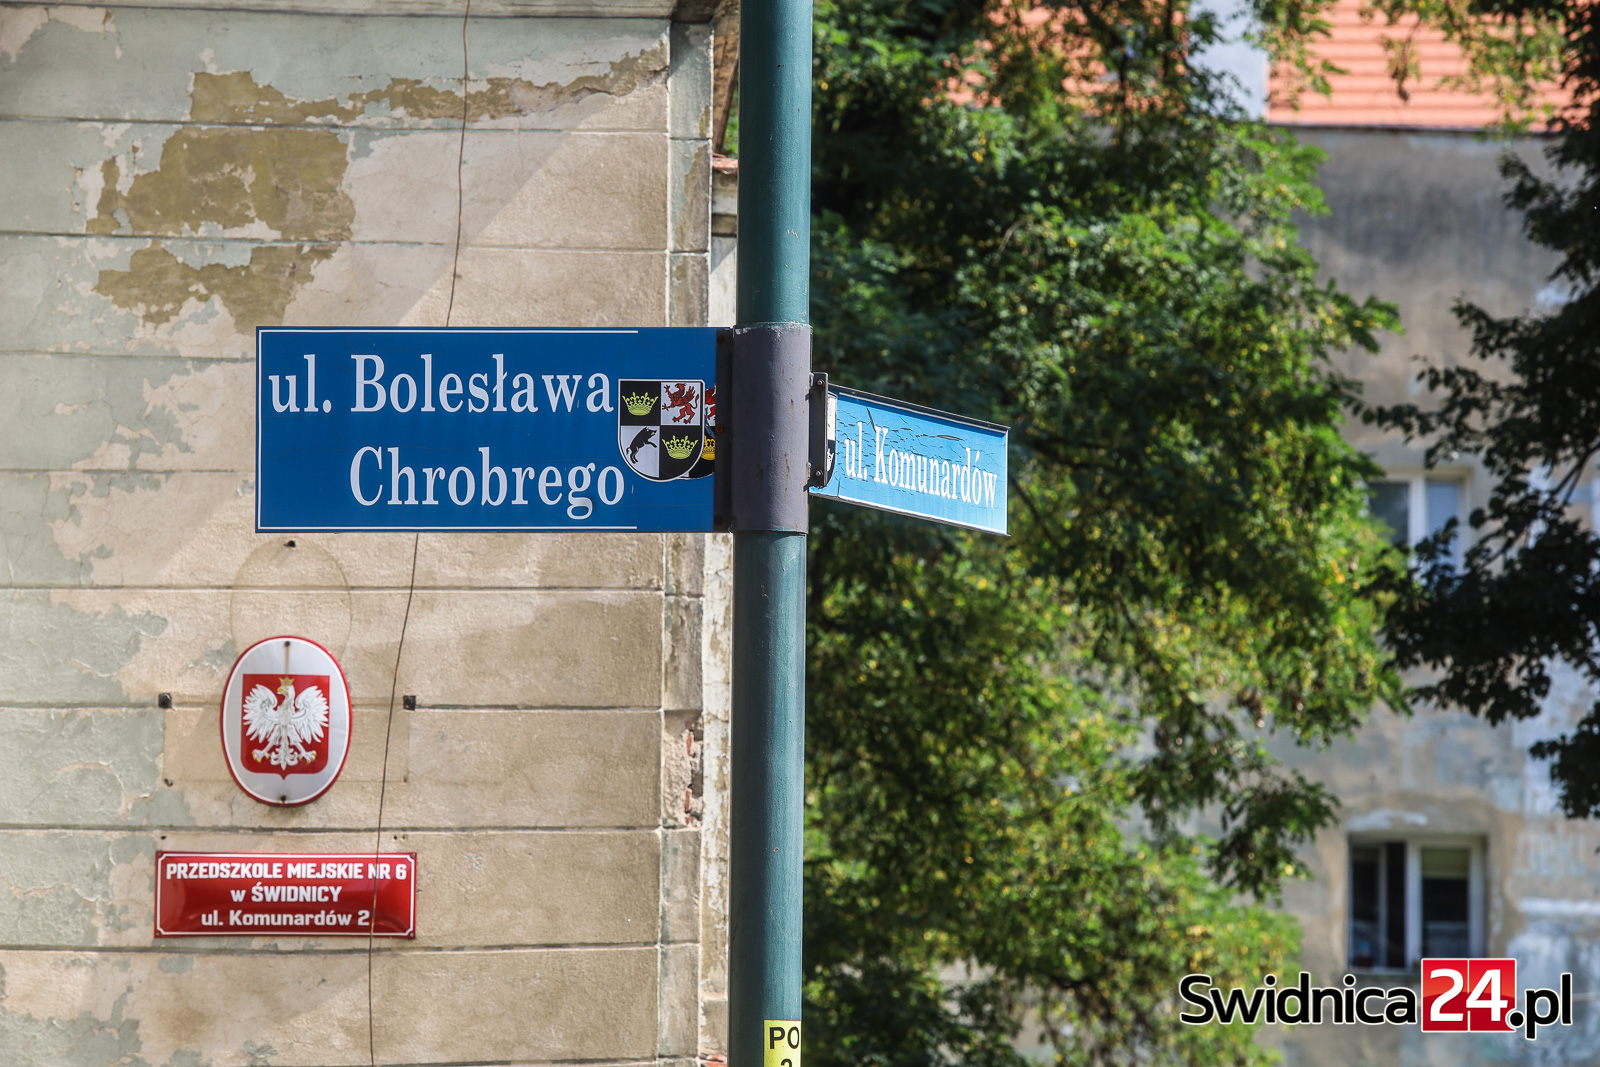 ul. Bolesława
Chrobrego
ul. Komunardów
PRZEDSZKOLE MIEJSKIE NR 6
w ŚWIDNICY
ul. Komunardów 2
PO
Swidnica24.pl